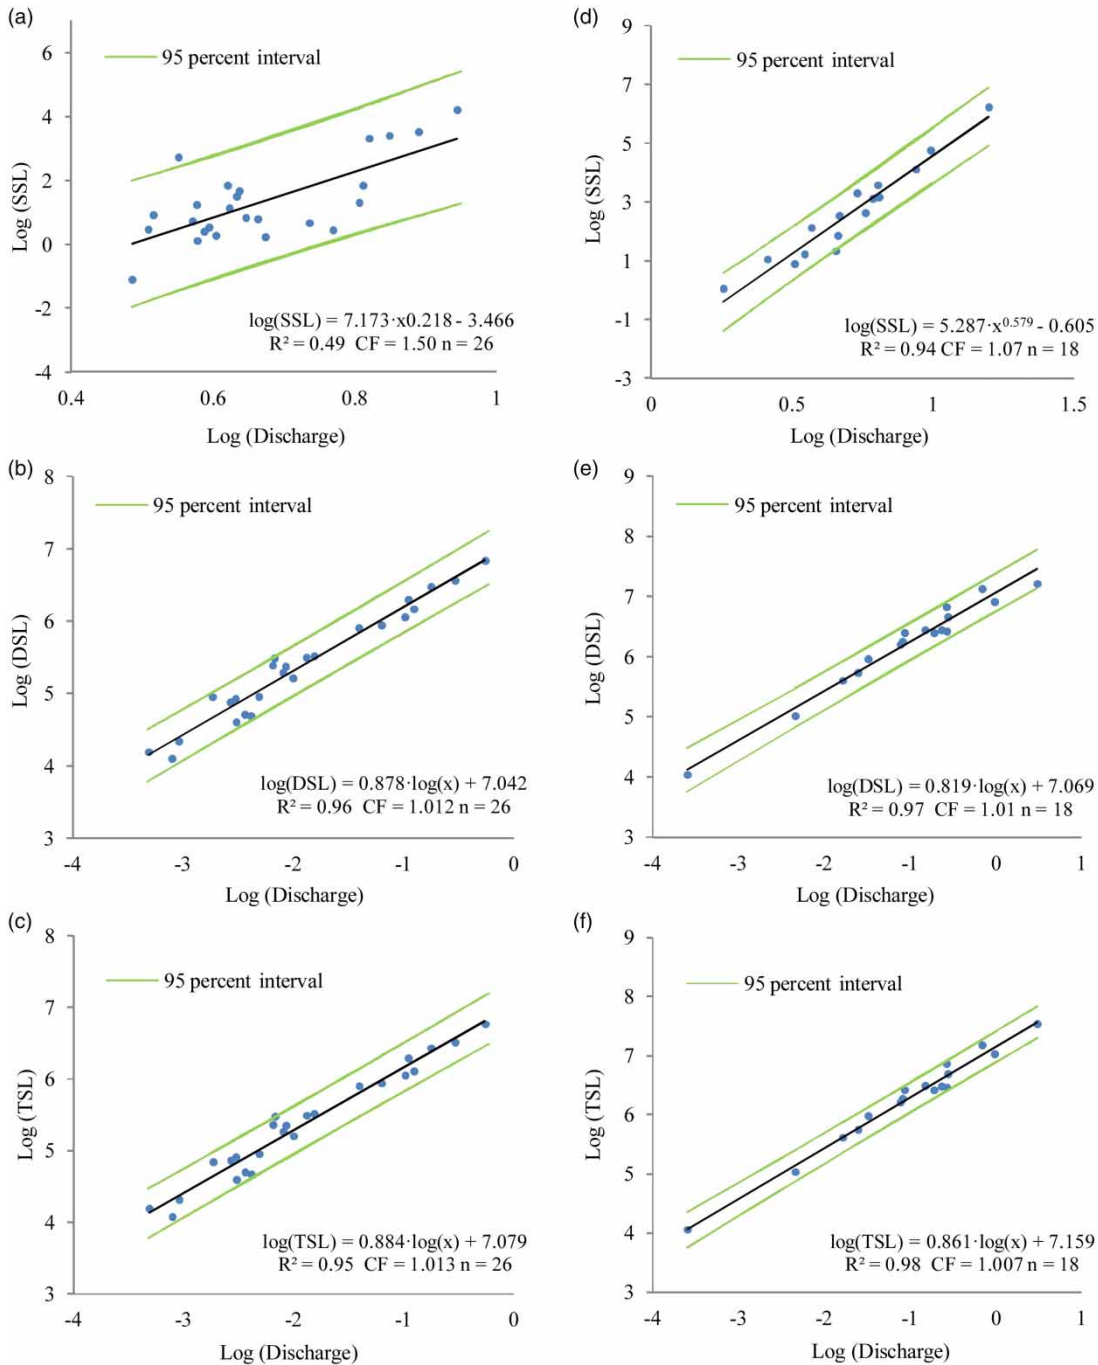 (a)
6
4
2
0
-2
-4
95 percent interval
Log (SSL)
log(SSL) = 7.173·x0.218 - 3.466
R² = 0.49 CF = 1.50 n = 26
0.4 0.6 0.8 1
Log (Discharge)
(d)
9
7
5
3
1
-1
-3
95 percent interval
Log (SSL)
log(SSL) = 5.287·x^0.579 - 0.605
R² = 0.94 CF = 1.07 n = 18
0 0.5 1 1.5
Log (Discharge)
(b)
8
7
6
5
4
3
95 percent interval
Log (DSL)
log(DSL) = 0.878·log(x) + 7.042
R² = 0.96 CF = 1.012 n = 26
-4 -3 -2 -1 0
Log (Discharge)
(e)
9
8
7
6
5
4
3
95 percent interval
Log (DSL)
log(DSL) = 0.819·log(x) + 7.069
R² = 0.97 CF = 1.01 n = 18
-4 -3 -2 -1 0 1
Log (Discharge)
(c)
8
7
6
5
4
3
95 percent interval
Log (TSL)
log(TSL) = 0.884·log(x) + 7.079
R² = 0.95 CF = 1.013 n = 26
-4 -3 -2 -1 0
Log (Discharge)
(f)
9
8
7
6
5
4
3
95 percent interval
Log (TSL)
log(TSL) = 0.861·log(x) + 7.159
R² = 0.98 CF = 1.007 n = 18
-4 -3 -2 -1 0 1
Log (Discharge)